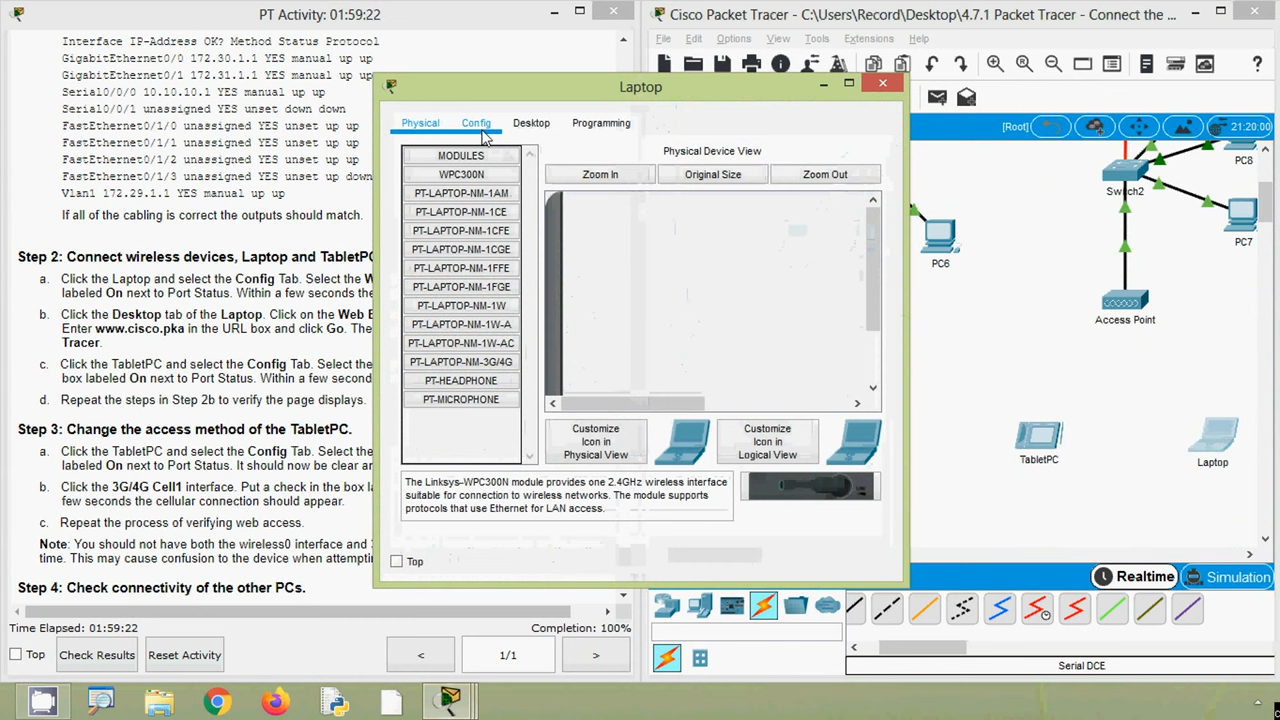 PT Activity: 01:59:22
Interface IP-Address OK? Method Status Protocol
GigabitEthernet0/0 172.30.1.1 YES manual up up
GigabitEthernet0/1 172.31.1.1 YES manual up up
Serial0/0/0 10.10.10.1 YES manual up up
Serial0/0/1 unassigned YES unset down down
FastEthernet0/1/0 unassigned YES unset up up
FastEthernet0/1/1 unassigned YES unset up up
FastEthernet0/1/2 unassigned YES unset up up
FastEthernet0/1/3 unassigned YES unset up up
Vlan1 172.29.1.1 YES manual up up
If all of the cabling is correct the outputs should match.
Step 2: Connect wireless devices, Laptop and TabletPC
a. Click the Laptop and select the Config Tab. Select the W
labeled On next to Port Status. Within a few seconds the
b. Click the Desktop tab of the Laptop. Click on the Web B
Enter www.cisco.pka in the URL box and click Go. The
Tracer.
c. Click the TabletPC and select the Config Tab. Select the
box labeled On next to Port Status. Within a few second
d. Repeat the steps in Step 2b to verify the page displays.
Step 3: Change the access method of the TabletPC.
a. Click the TabletPC and select the Config Tab. Select the
labeled On next to Port Status. It should now be clear an
b. Click the 3G/4G Cell1 interface. Put a check in the box la
few seconds the cellular connection should appear.
c. Repeat the process of verifying web access.
Note: You should not have both the wireless0 interface and 3
time. This may cause confusion to the device when attemptin
Step 4: Check connectivity of the other PCs.
Time Elapsed: 01:59:22
Completion: 100%
Top
Check Results
Reset Activity
<
1/1
>
Laptop
Physical
Config
Desktop
Programming
MODULES
WPC300N
PT-LAPTOP-NM-1AM
PT-LAPTOP-NM-1CE
PT-LAPTOP-NM-1CFE
PT-LAPTOP-NM-1CGE
PT-LAPTOP-NM-1FFE
PT-LAPTOP-NM-1FGE
PT-LAPTOP-NM-1W
PT-LAPTOP-NM-1W-A
PT-LAPTOP-NM-1W-AC
PT-LAPTOP-NM-3G/4G
PT-HEADPHONE
PT-MICROPHONE
Physical Device View
Zoom In
Original Size
Zoom Out
Customize
Icon in
Physical View
Customize
Icon in
Logical View
The Linksys-WPC300N module provides one 2.4GHz wireless interface
suitable for connection to wireless networks. The module supports
protocols that use Ethernet for LAN access.
Top
Cisco Packet Tracer - C:\Users\Record\Desktop\4.7.1 Packet Tracer - Connect the ...
File
Edit
Options
View
Tools
Extensions
Help
[Root]
21:20:00
PC8
Switch2
PC7
PC6
Access Point
TabletPC
Laptop
Realtime
Simulation
Serial DCE